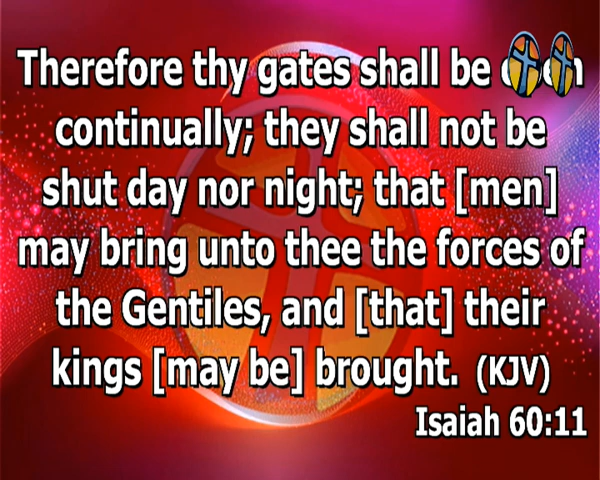 Therefore thy gates shall be
continually; they shall not be
shut day nor night; that [men]
may bring unto thee the forces of
the Gentiles, and [that] their
kings [may be] brought. (KJV)
Isaiah 60:11